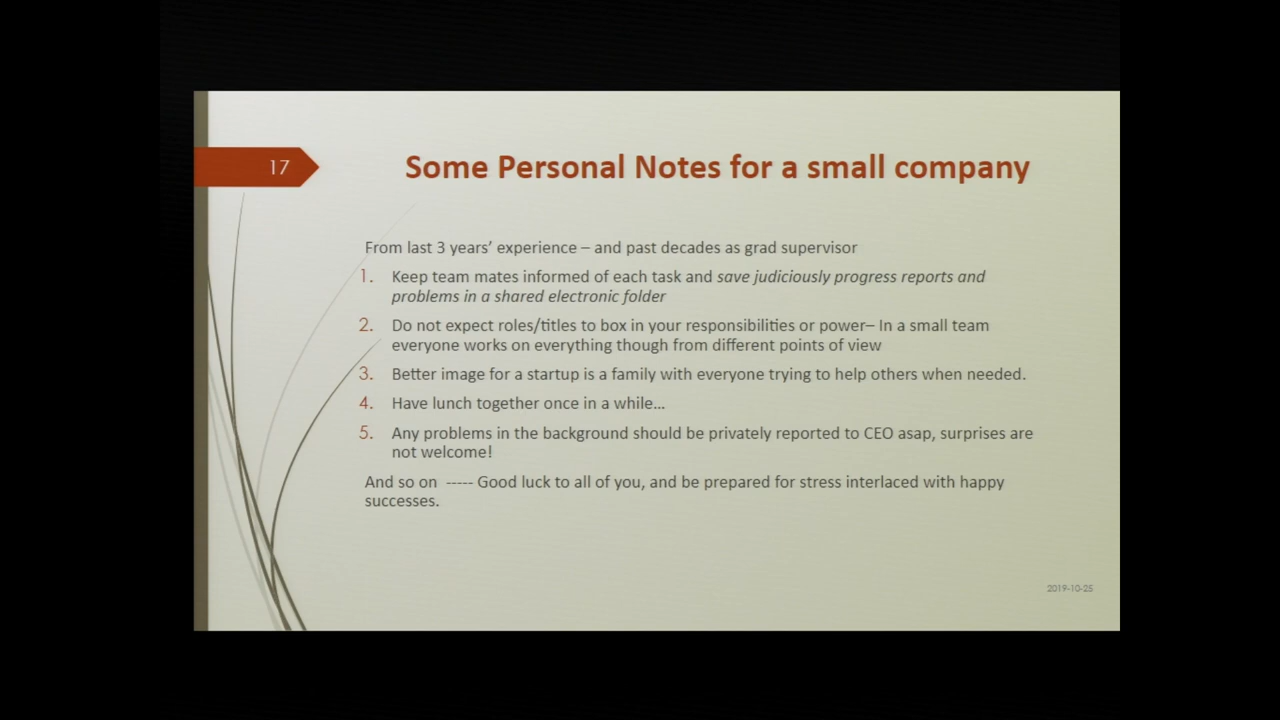 17
Some Personal Notes for a small company
From last 3 years’ experience – and past decades as grad supervisor
1. Keep team mates informed of each task and save judiciously progress reports and
problems in a shared electronic folder
2. Do not expect roles/titles to box in your responsibilities or power– In a small team
everyone works on everything though from different points of view
3. Better image for a startup is a family with everyone trying to help others when needed.
4. Have lunch together once in a while…
5. Any problems in the background should be privately reported to CEO asap, surprises are
not welcome!
And so on ----- Good luck to all of you, and be prepared for stress interlaced with happy
successes.
2019-10-25